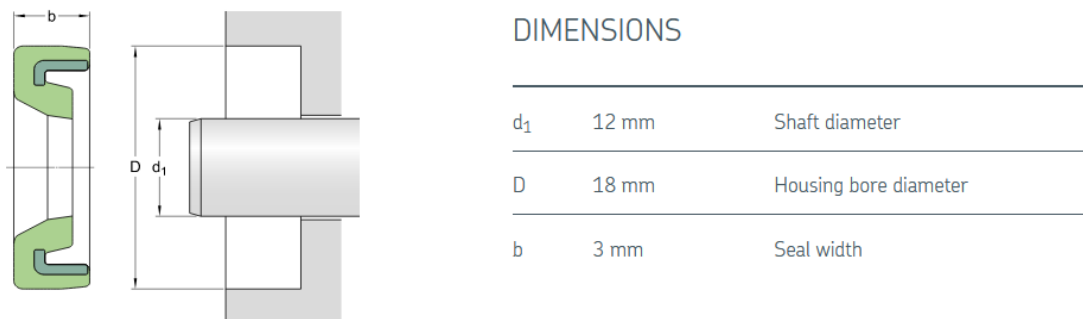 b
D
d₁
DIMENSIONS
d₁ 12 mm Shaft diameter
D 18 mm Housing bore diameter
b 3 mm Seal width